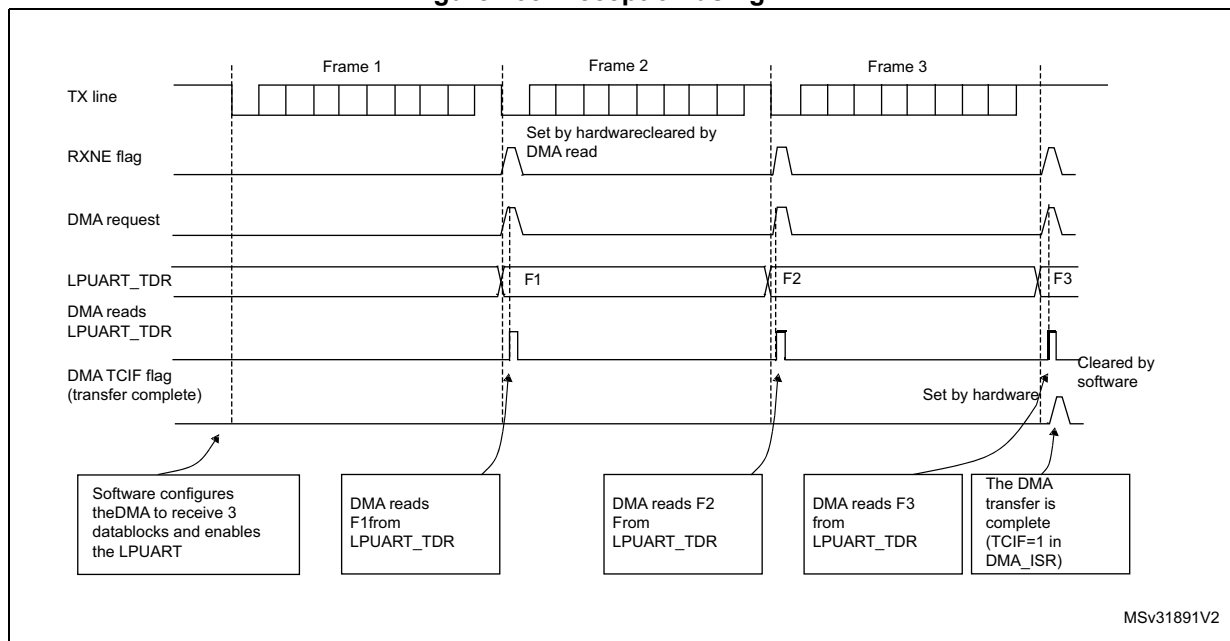 Frame 1
Frame 2
Frame 3
TX line
Set by hardwarecleared by
DMA read
RXNE flag
DMA request
LPUART_TDR
F1
F2
F3
DMA reads
LPUART_TDR
Cleared by
software
DMA TCIF flag
(transfer complete)
Set by hardware
Software configures
theDMA to receive 3
datablocks and enables
the LPUART
DMA reads
F1from
LPUART_TDR
DMA reads F2
From
LPUART_TDR
DMA reads F3
from
LPUART_TDR
The DMA
transfer is
complete
(TCIF=1 in
DMA_ISR)
MSv31891V2